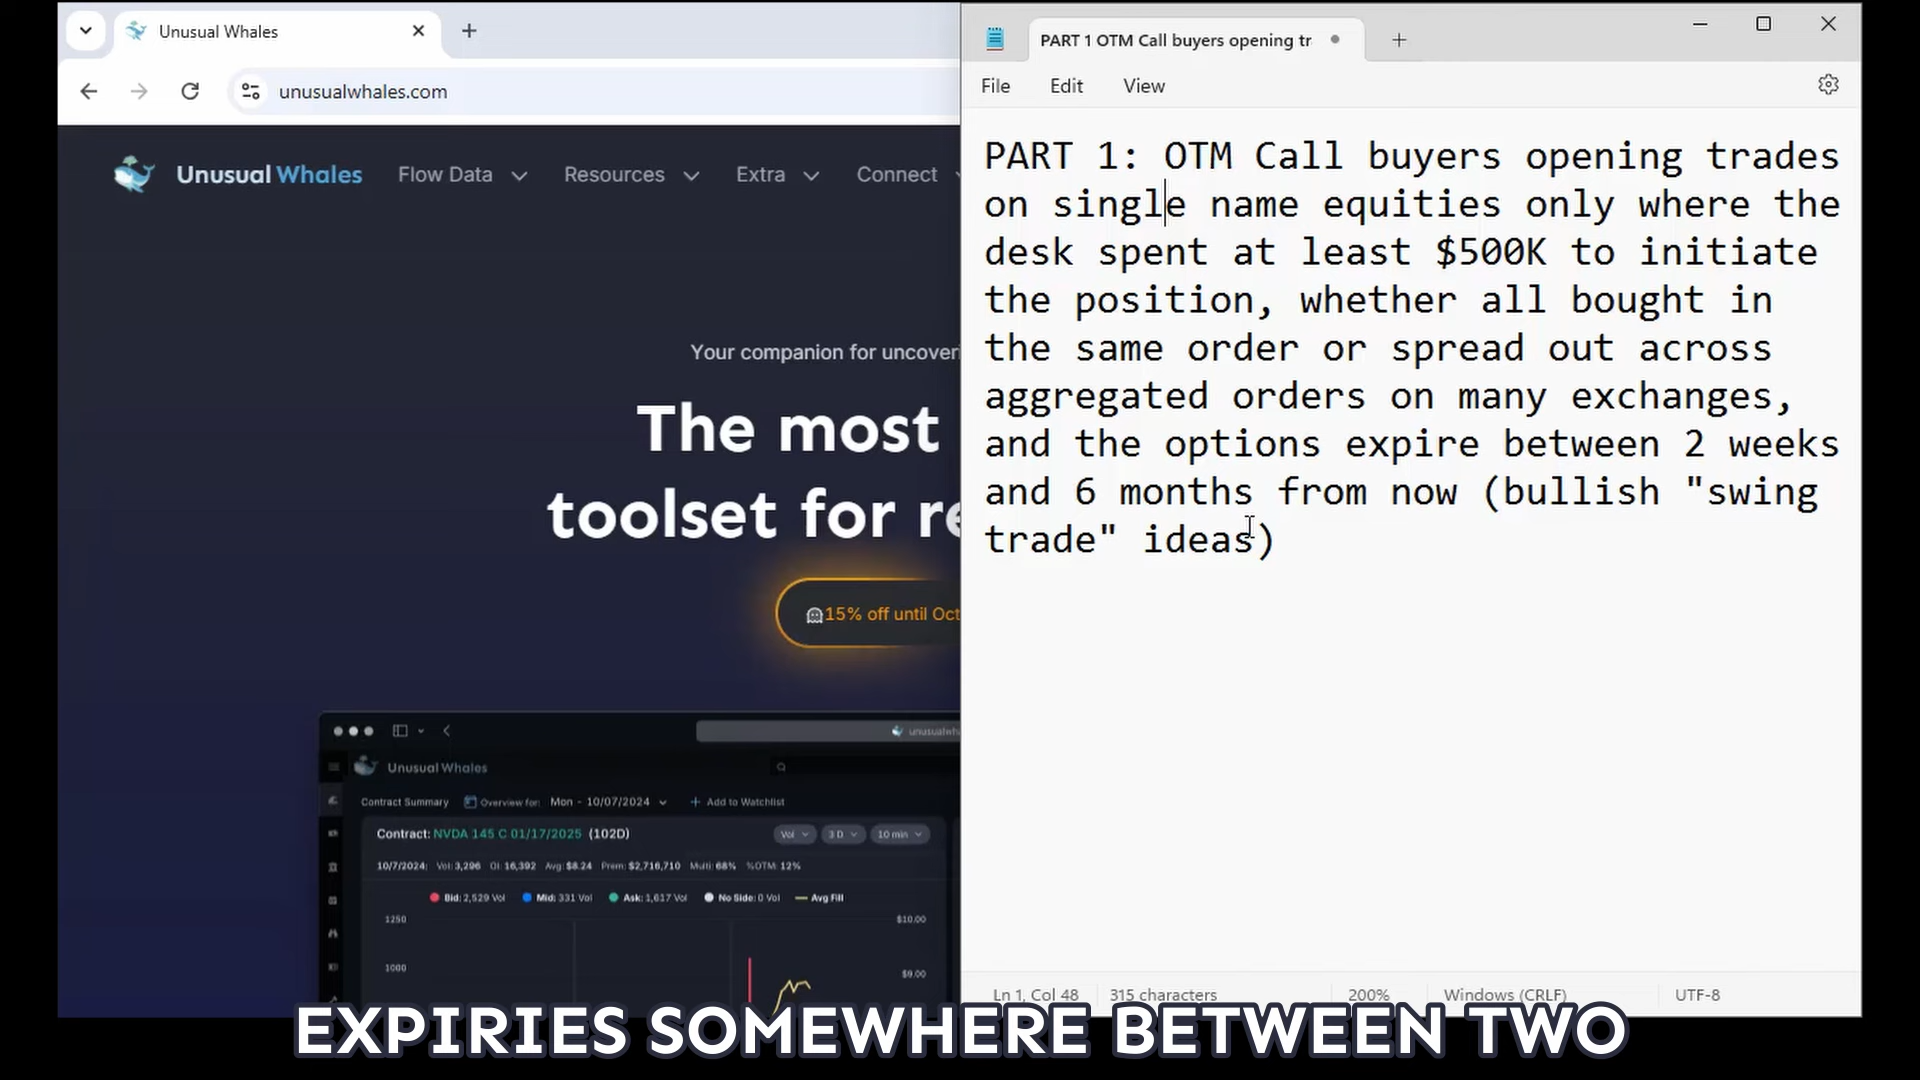 Unusual Whales
unusualwhales.com
Unusual Whales
Flow Data
Resources
Extra
Connect
Your companion for uncoveri
The most
toolset for re
15% off until Oct
Unusual Whales
Contract Summary
Overview for:
Mon - 10/07/2024
Add to Watchlist
Contract: NVDA 145 C 01/17/2025 (102D)
Vol
3 D
10 min
10/7/2024: Vol: 3,296 OI: 16,392 Avg: $8.24 Prem: $2,716,710 Multi: 68% %OTM: 12%
Bid: 2,529 Vol
Mid: 331 Vol
Ask: 1,617 Vol
No Side: 0 Vol
Avg Fill
1250
$10.00
1000
$9.00
PART 1 OTM Call buyers opening tr
File
Edit
View
PART 1: OTM Call buyers opening trades
on single name equities only where the
desk spent at least $500K to initiate
the position, whether all bought in
the same order or spread out across
aggregated orders on many exchanges,
and the options expire between 2 weeks
and 6 months from now (bullish "swing
trade" ideas)
Ln 1, Col 48
315 characters
200%
Windows (CRLF)
UTF-8
EXPIRIES SOMEWHERE BETWEEN TWO